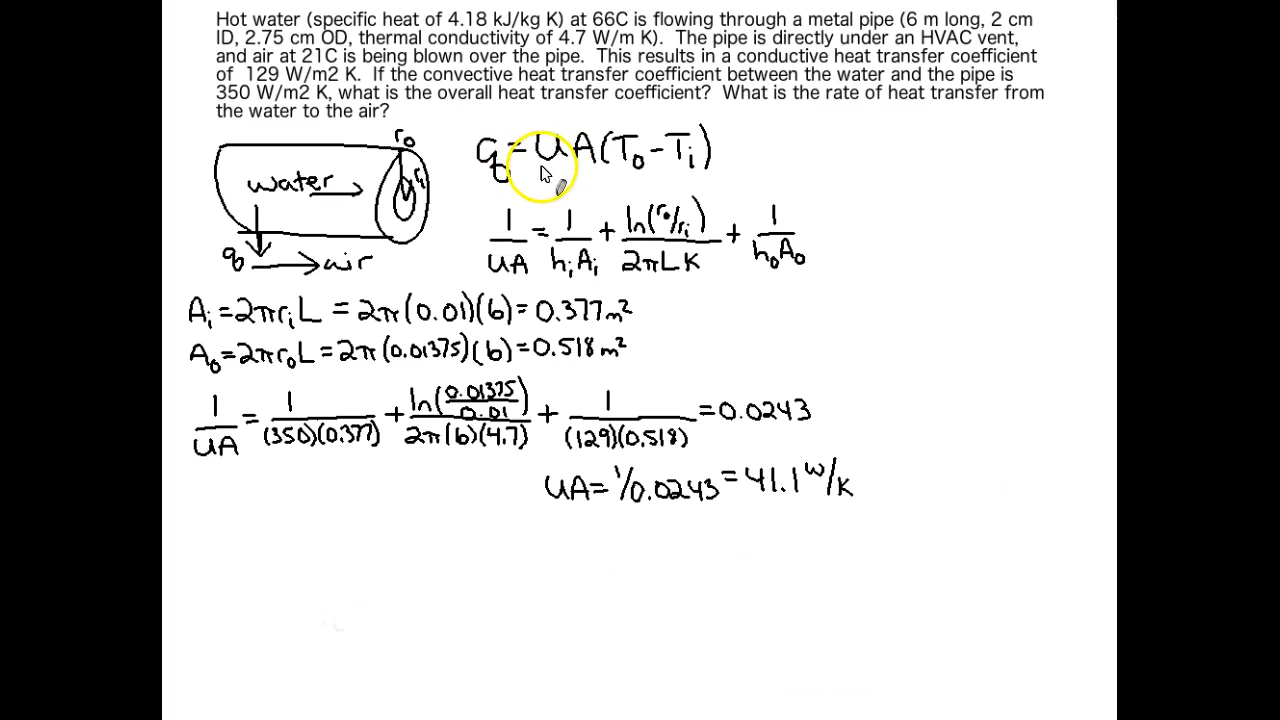 Hot water (specific heat of 4.18 kJ/kg K) at 66C is flowing through a metal pipe (6 m long, 2 cm
ID, 2.75 cm OD, thermal conductivity of 4.7 W/m K).  The pipe is directly under an HVAC vent,
and air at 21C is being blown over the pipe.  This results in a conductive heat transfer coefficient
of  129 W/m2 K.  If the convective heat transfer coefficient between the water and the pipe is
350 W/m2 K, what is the overall heat transfer coefficient?  What is the rate of heat transfer from
the water to the air?
r₀
q = UA(T₀-Tᵢ)
water → rᵢ
1/UA = 1/hᵢAᵢ + ln(r₀/rᵢ)/2πLK + 1/h₀A₀
q → air
Aᵢ=2πrᵢL = 2π(0.01)(6)= 0.377m²
A₀=2πr₀L=2π(0.01375)(6)=0.518m²
1/UA = 1/(350)(0.377) + ln(0.01375/0.01)/2π(6)(4.7) + 1/(129)(0.518) = 0.0243
UA= 1/0.0243 = 41.1 W/K